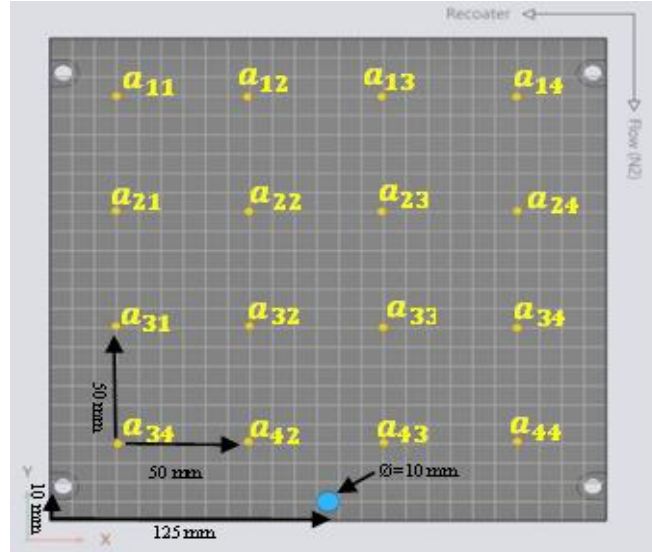 Recoater
Flow (N2)
a11 a12 a13 a14
a21 a22 a23 a24
a31 a32 a33 a34
50 mm
a34 a42 a43 a44
50 mm
Ø=10 mm
Y
10 mm
X
125 mm